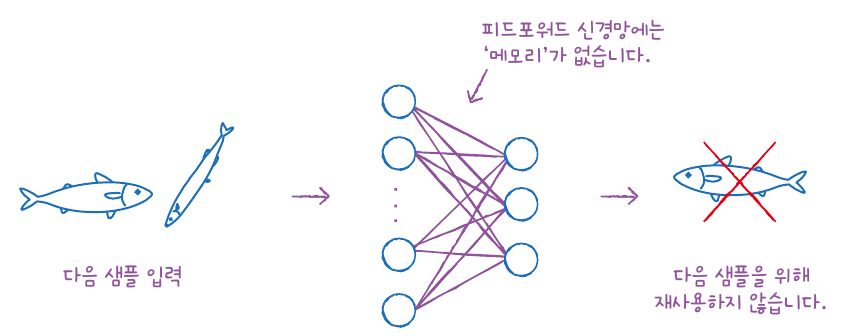 피드포워드 신경망에는
‘메모리’가 없습니다.
다음 샘플 입력
다음 샘플을 위해
재사용하지 않습니다.